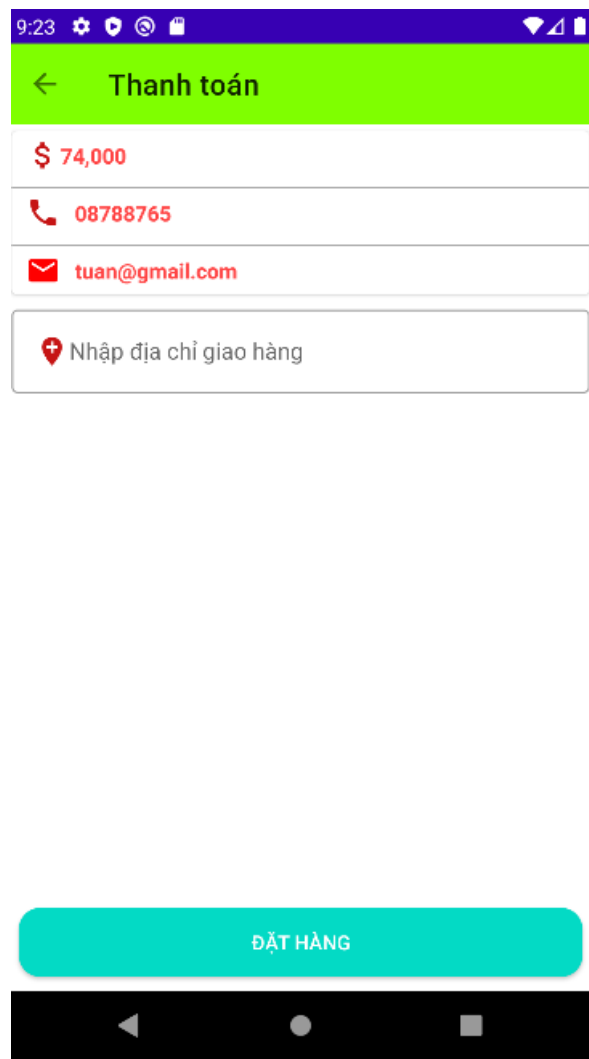 9:23
Thanh toán
$ 74,000
08788765
tuan@gmail.com
Nhập địa chỉ giao hàng
ĐẶT HÀNG